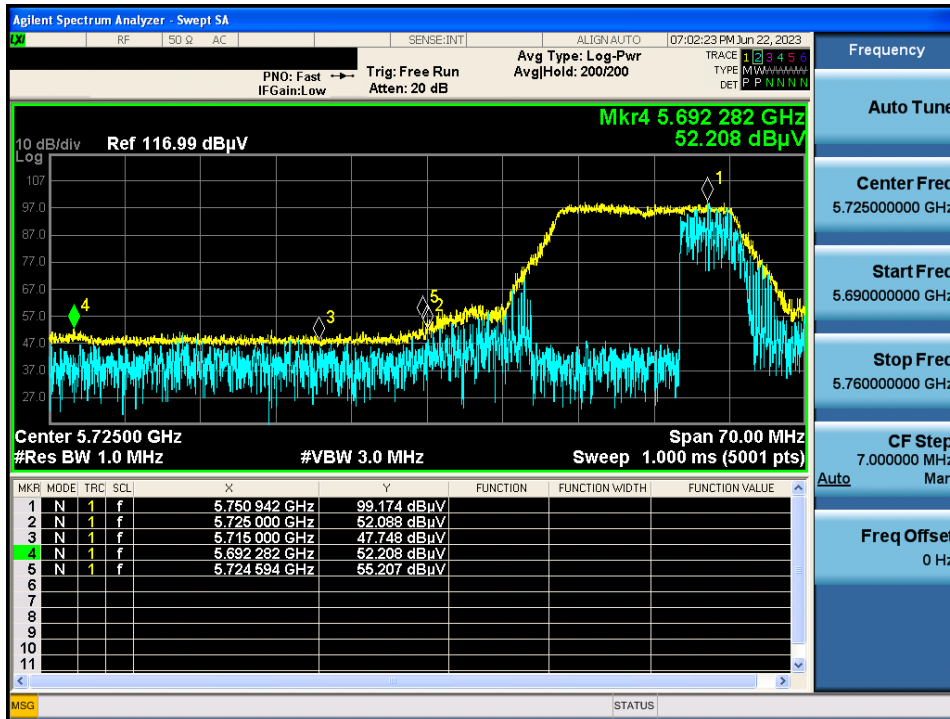 Agilent Spectrum Analyzer - Swept SA
LXI RF 50 Ω AC SENSE:INT ALIGN AUTO 07:02:23 PM Jun 22, 2023
Frequency
PNO: Fast
IFGain:Low
Trig: Free Run
Atten: 20 dB
Avg Type: Log-Pwr
Avg|Hold: 200/200
TRACE 1 2 3 4 5 6
TYPE MWWWWW
DET P P N N N N
Auto Tune
Mkr4 5.692 282 GHz
52.208 dBµV
10 dB/div Ref 116.99 dBµV
Log
107
97.0
87.0
77.0
67.0
57.0
47.0
37.0
27.0
1
4
3
5
2
Center 5.72500 GHz Span 70.00 MHz
#Res BW 1.0 MHz #VBW 3.0 MHz Sweep 1.000 ms (5001 pts)
Center Freq
5.725000000 GHz
Start Freq
5.690000000 GHz
Stop Freq
5.760000000 GHz
CF Step
7.000000 MHz
Auto Man
Freq Offset
0 Hz
MKR MODE TRC SCL X Y FUNCTION FUNCTION WIDTH FUNCTION VALUE
1 N 1 f 5.750 942 GHz 99.174 dBµV
2 N 1 f 5.725 000 GHz 52.088 dBµV
3 N 1 f 5.715 000 GHz 47.748 dBµV
4 N 1 f 5.692 282 GHz 52.208 dBµV
5 N 1 f 5.724 594 GHz 55.207 dBµV
6
7
8
9
10
11
MSG STATUS